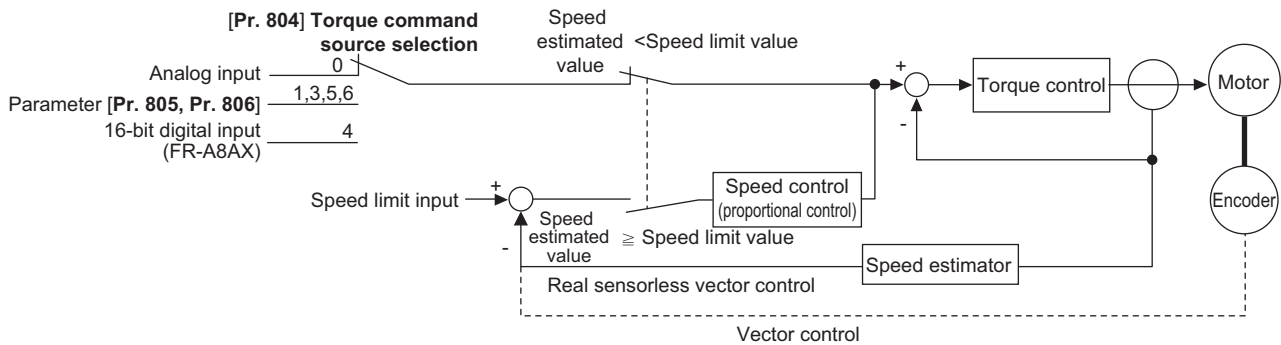 [Pr. 804] Torque command
source selection
Speed
estimated
value
<Speed limit value
Analog input
0
Parameter [Pr. 805, Pr. 806]
1,3,5,6
16-bit digital input
(FR-A8AX)
4
+
-
Torque control
Motor
Encoder
Speed limit input
+
-
Speed
estimated
value
≧ Speed limit value
Speed control
(proportional control)
Speed estimator
Real sensorless vector control
Vector control